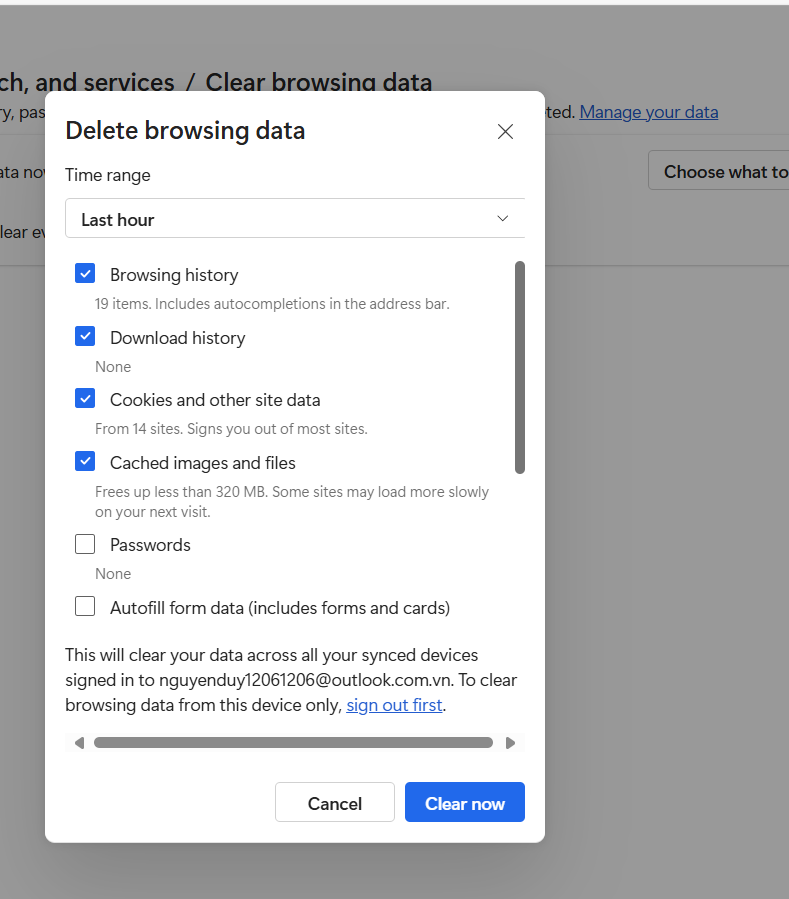 ch, and services / Clear browsing data
ry, pas
ted. Manage your data
Delete browsing data
Time range
ata now
Choose what to
Last hour
lear ev
Browsing history
19 items. Includes autocompletions in the address bar.
Download history
None
Cookies and other site data
From 14 sites. Signs you out of most sites.
Cached images and files
Frees up less than 320 MB. Some sites may load more slowly
on your next visit.
Passwords
None
Autofill form data (includes forms and cards)
This will clear your data across all your synced devices
signed in to nguyenduy12061206@outlook.com.vn. To clear
browsing data from this device only, sign out first.
Cancel
Clear now